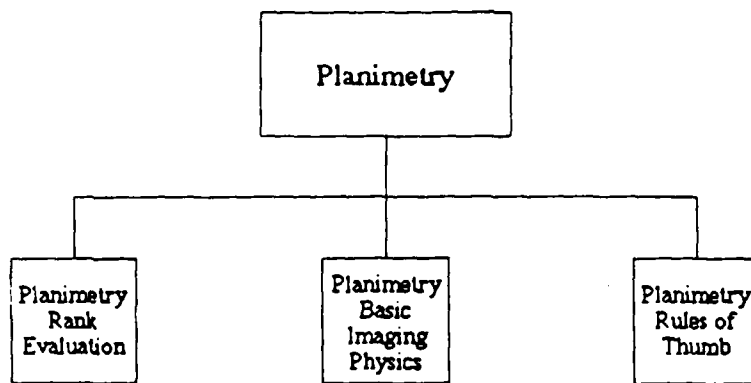 Planimetry
Planimetry
Rank
Evaluation
Planimetry
Basic
Imaging
Physics
Planimetry
Rules of
Thumb